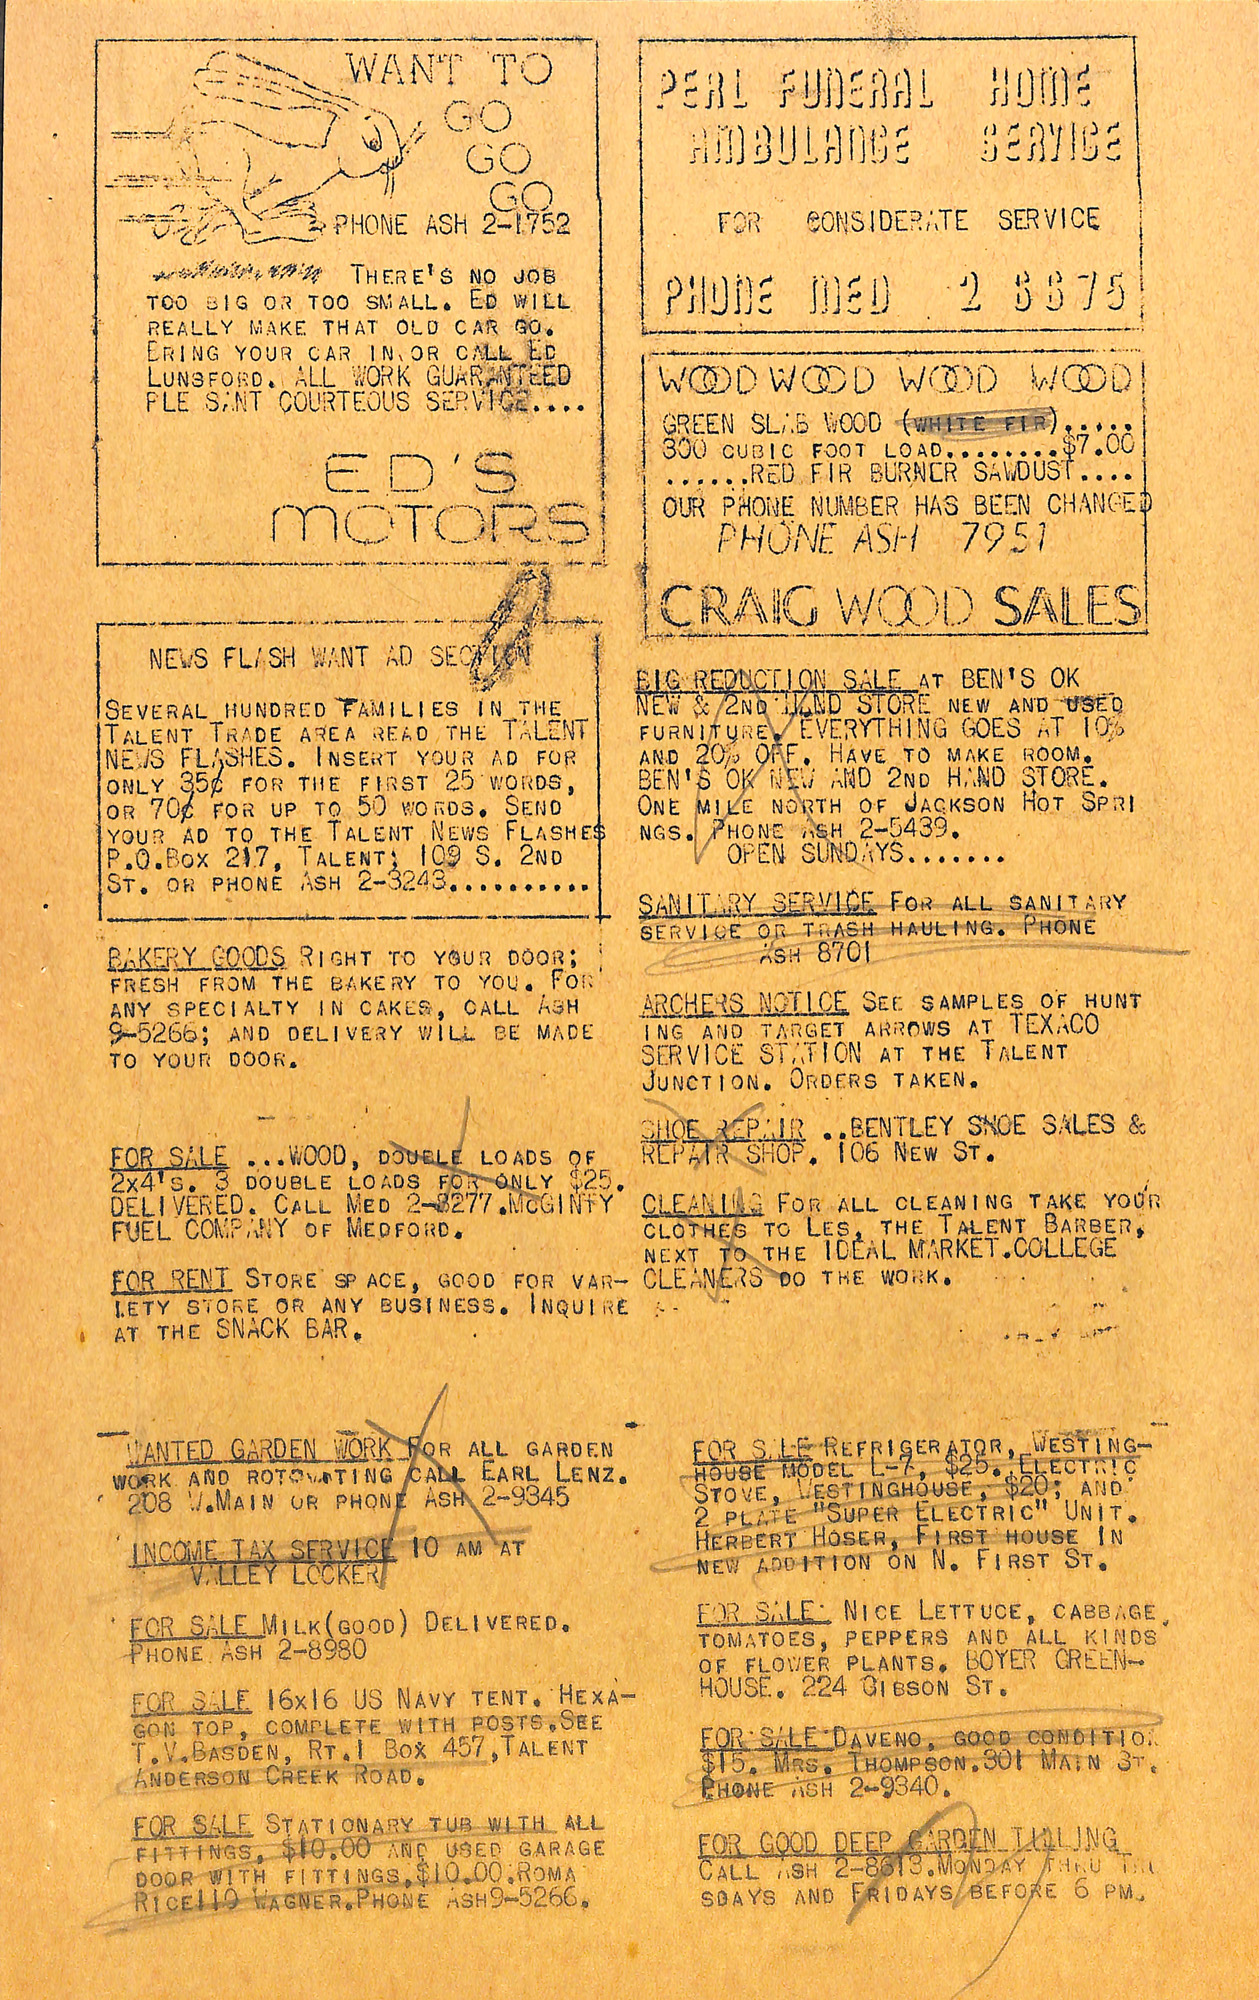 WANT TO
GO
GO
GO
PHONE ASH 2-1752
THERE'S NO JOB
TOO BIG OR TOO SMALL. ED WILL
REALLY MAKE THAT OLD CAR GO.
BRING YOUR CAR IN OR CALL ED
LUNSFORD. ALL WORK GUARANTEED
PLE SANT COURTEOUS SERVICE....
ED'S
MOTORS
NEWS FLASH WANT AD SECTION
SEVERAL HUNDRED FAMILIES IN THE
TALENT TRADE AREA READ THE TALENT
NEWS FLASHES. INSERT YOUR AD FOR
ONLY 35¢ FOR THE FIRST 25 WORDS,
OR 70¢ FOR UP TO 50 WORDS. SEND
YOUR AD TO THE TALENT NEWS FLASHES
P.O.BOX 217, TALENT; 109 S. 2ND
ST. OR PHONE ASH 2-3243..........
BAKERY GOODS RIGHT TO YOUR DOOR;
FRESH FROM THE BAKERY TO YOU. FOR
ANY SPECIALTY IN CAKES, CALL ASH
9-5266; AND DELIVERY WILL BE MADE
TO YOUR DOOR.
FOR SALE ...WOOD, DOUBLE LOADS OF
2X4'S. 3 DOUBLE LOADS FOR ONLY $25.
DELIVERED. CALL MED 2-8277.MCGINTY
FUEL COMPANY OF MEDFORD.
FOR RENT STORE SPACE, GOOD FOR VAR-
IETY STORE OR ANY BUSINESS. INQUIRE
AT THE SNACK BAR.
WANTED GARDEN WORK FOR ALL GARDEN
WORK AND ROTOVATING CALL EARL LENZ.
208 W.MAIN OR PHONE ASH 2-9345
INCOME TAX SERVICE 10 AM AT
VALLEY LOCKER
FOR SALE MILK(GOOD) DELIVERED.
PHONE ASH 2-8980
FOR SALE 16X16 US NAVY TENT. HEXA-
GON TOP, COMPLETE WITH POSTS.SEE
T.V.BASDEN, RT.1 BOX 457,TALENT
ANDERSON CREEK ROAD.
FOR SALE STATIONARY TUB WITH ALL
FITTINGS, $10.00 AND USED GARAGE
DOOR WITH FITTINGS,$10.00.ROMA
RICE110 WAGNER.PHONE ASH9-5266.
PERL FUNERAL HOME
AMBULANCE SERVICE
FOR CONSIDERATE SERVICE
PHONE MED 2 6675
WOOD WOOD WOOD WOOD
GREEN SLAB WOOD (WHITE FIR).....
300 CUBIC FOOT LOAD........$7.00
......RED FIR BURNER SAWDUST....
OUR PHONE NUMBER HAS BEEN CHANGED
PHONE ASH 7951
CRAIG WOOD SALES
BIG REDUCTION SALE AT BEN'S OK
NEW & 2ND HAND STORE NEW AND USED
FURNITURE. EVERYTHING GOES AT 10%
AND 20% OFF. HAVE TO MAKE ROOM.
BEN'S OK NEW AND 2ND HAND STORE.
ONE MILE NORTH OF JACKSON HOT SPRI
NGS. PHONE ASH 2-5439.
OPEN SUNDAYS.......
SANITARY SERVICE FOR ALL SANITARY
SERVICE OR TRASH HAULING. PHONE
ASH 8701
ARCHERS NOTICE SEE SAMPLES OF HUNT
ING AND TARGET ARROWS AT TEXACO
SERVICE STATION AT THE TALENT
JUNCTION. ORDERS TAKEN.
SHOE REPAIR ..BENTLEY SHOE SALES &
REPAIR SHOP. 106 NEW ST.
CLEANING FOR ALL CLEANING TAKE YOUR
CLOTHES TO LES, THE TALENT BARBER,
NEXT TO THE IDEAL MARKET.COLLEGE
CLEANERS DO THE WORK.
FOR SALE REFRIGERATOR, WESTING-
HOUSE MODEL L-7, $25. ELECTRIC
STOVE, WESTINGHOUSE, $20; AND
2 PLATE "SUPER ELECTRIC" UNIT.
HERBERT HOSER, FIRST HOUSE IN
NEW ADDITION ON N. FIRST ST.
FOR SALE NICE LETTUCE, CABBAGE,
TOMATOES, PEPPERS AND ALL KINDS
OF FLOWER PLANTS. BOYER GREEN-
HOUSE. 224 GIBSON ST.
FOR SALE DAVENO, GOOD CONDITION
$15. MRS. THOMPSON.301 MAIN ST.
PHONE ASH 2-9340.
FOR GOOD DEEP GARDEN TILLING
CALL ASH 2-8613.MONDAY THRU
SDAYS AND FRIDAYS BEFORE 6 PM.